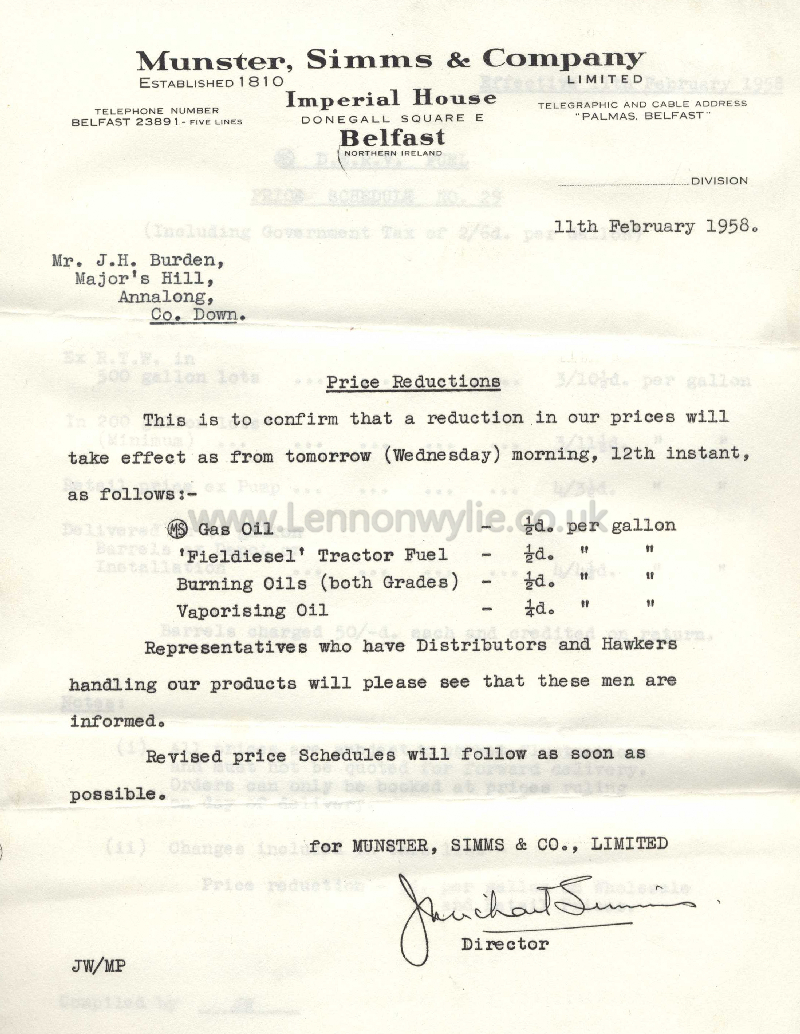 Munster, Simms & Company
ESTABLISHED 1810
LIMITED
Imperial House
TELEPHONE NUMBER
BELFAST 23891 - FIVE LINES
DONEGALL SQUARE E
TELEGRAPHIC AND CABLE ADDRESS
"PALMAS, BELFAST"
Belfast
NORTHERN IRELAND
DIVISION
11th February 1958.
Mr. J.H. Burden,
Major's Hill,
Annalong,
Co. Down.
Price Reductions
This is to confirm that a reduction in our prices will
take effect as from tomorrow (Wednesday) morning, 12th instant,
as follows:-
www.Lennonwylie.co.uk
MS Gas Oil - ½d. per gallon
'Fieldiesel' Tractor Fuel - ½d. " "
Burning Oils (both Grades) - ½d. " "
Vaporising Oil - ¼d. " "
Representatives who have Distributors and Hawkers
handling our products will please see that these men are
informed.
Revised price Schedules will follow as soon as
possible.
for MUNSTER, SIMMS & CO., LIMITED
Director
JW/MP